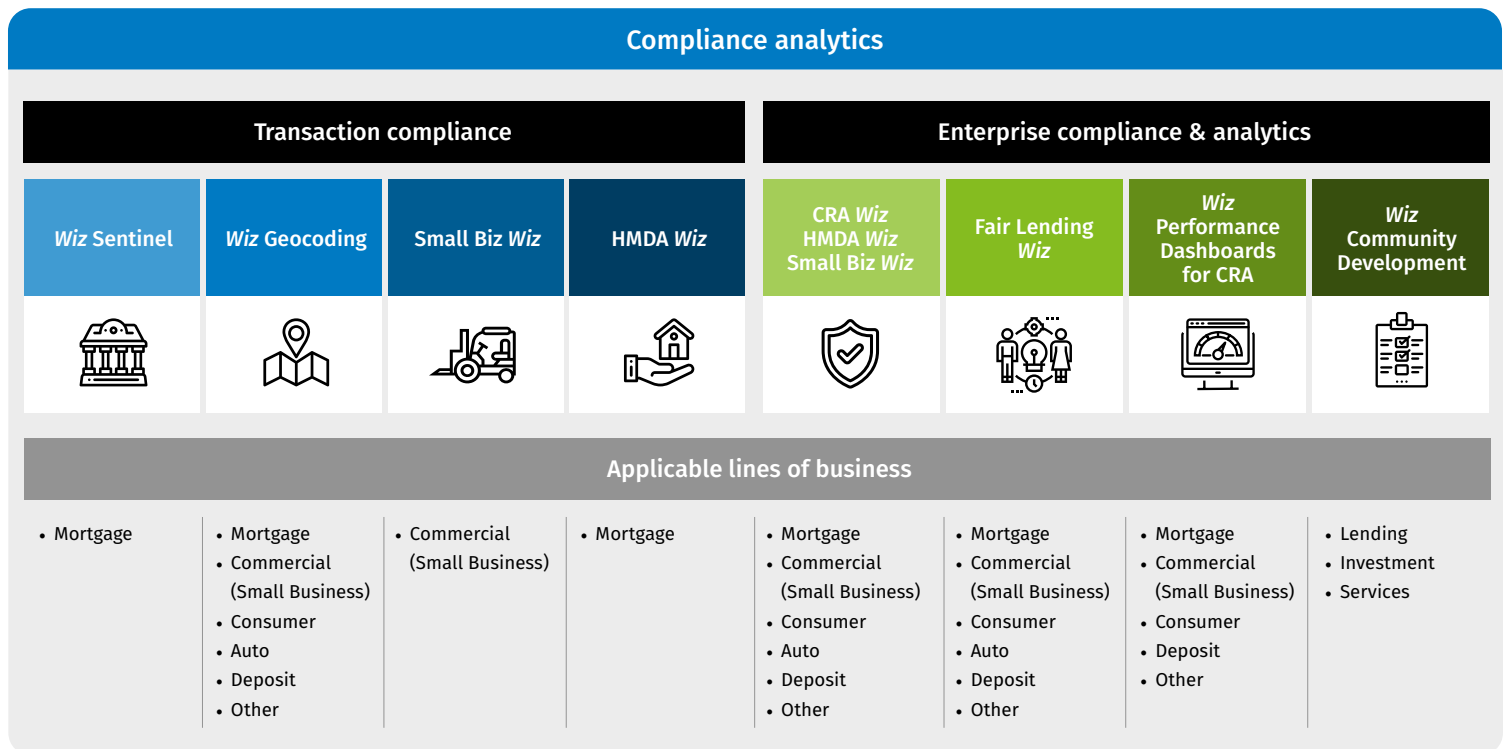 Compliance analytics
Transaction compliance
Enterprise compliance & analytics
Wiz Sentinel
Wiz Geocoding
Small Biz Wiz
HMDA Wiz
CRA Wiz
HMDA Wiz
Small Biz Wiz
Fair Lending
Wiz
Wiz
Performance
Dashboards
for CRA
Wiz
Community
Development
Applicable lines of business
• Mortgage
• Mortgage
• Commercial
(Small Business)
• Consumer
• Auto
• Deposit
• Other
• Commercial
(Small Business)
• Mortgage
• Mortgage
• Commercial
(Small Business)
• Consumer
• Auto
• Deposit
• Other
• Mortgage
• Commercial
(Small Business)
• Consumer
• Auto
• Deposit
• Other
• Mortgage
• Commercial
(Small Business)
• Consumer
• Deposit
• Other
• Lending
• Investment
• Services